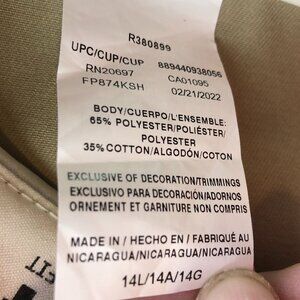 R380899
UPC/CUP/CUP 889440938056
RN20697 CA01095
FP874KSH 02/21/2022
BODY/CUERPO/L'ENSEMBLE:
65% POLYESTER/POLIÉSTER/
POLYESTER
35%COTTON/ALGODÓN/COTON
EXCLUSIVE OF DECORATION/TRIMMINGS
EXCLUSIVO PARA DECORACIÓN/ADORNOS
ORNEMENT ET GARNITURE NON COMPRIS
MADE IN / HECHO EN / FABRIQUÉ AU
NICARAGUA/NICARAGUA/NICARAGUA
14L/14A/14G
FIT